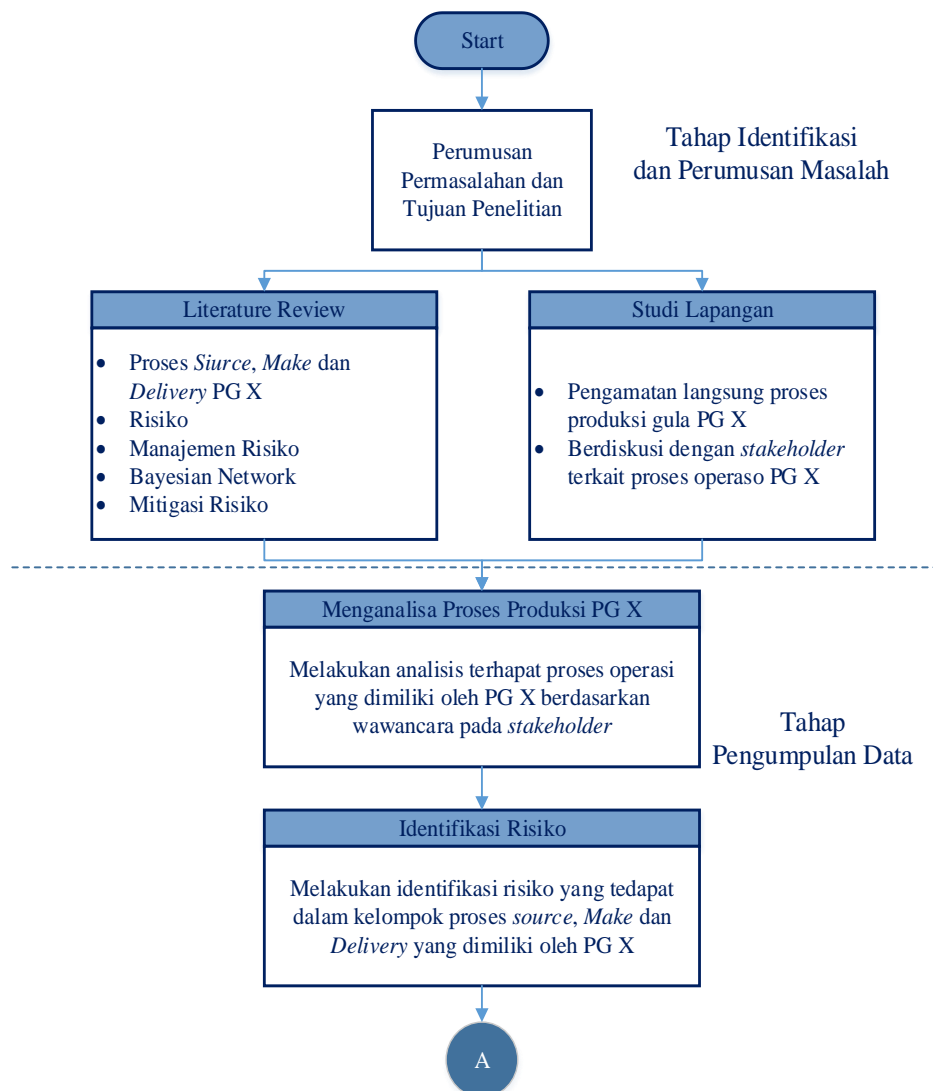 Start
Perumusan
Permasalahan dan
Tujuan Penelitian
Tahap Identifikasi
dan Perumusan Masalah
Literature Review
• Proses Siurce, Make dan
Delivery PG X
• Risiko
• Manajemen Risiko
• Bayesian Network
• Mitigasi Risiko
Studi Lapangan
• Pengamatan langsung proses
produksi gula PG X
• Berdiskusi dengan stakeholder
terkait proses operaso PG X
Menganalisa Proses Produksi PG X
Melakukan analisis terhapat proses operasi
yang dimiliki oleh PG X berdasarkan
wawancara pada stakeholder
Tahap
Pengumpulan Data
Identifikasi Risiko
Melakukan identifikasi risiko yang tedapat
dalam kelompok proses source, Make dan
Delivery yang dimiliki oleh PG X
A